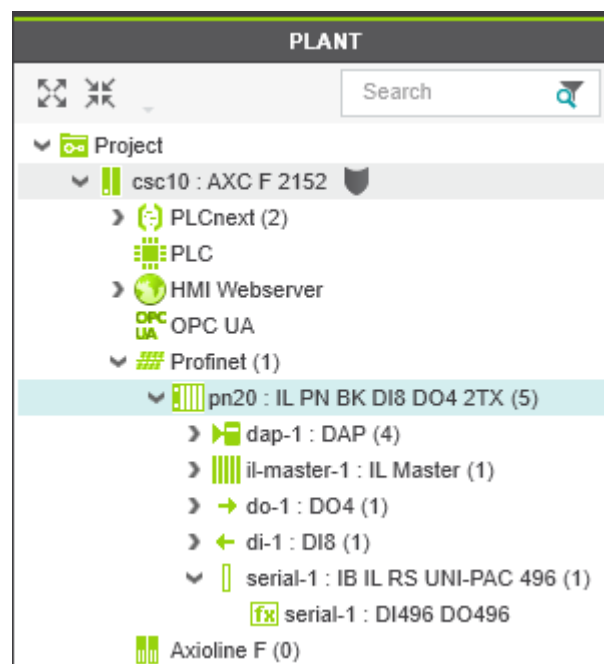 PLANT
Search
Project
csc10 : AXC F 2152
PLCnext (2)
PLC
HMI Webserver
OPC UA OPC UA
Profinet (1)
pn20 : IL PN BK DI8 DO4 2TX (5)
dap-1 : DAP (4)
il-master-1 : IL Master (1)
do-1 : DO4 (1)
di-1 : DI8 (1)
serial-1 : IB IL RS UNI-PAC 496 (1)
fx serial-1 : DI496 DO496
Axioline F (0)